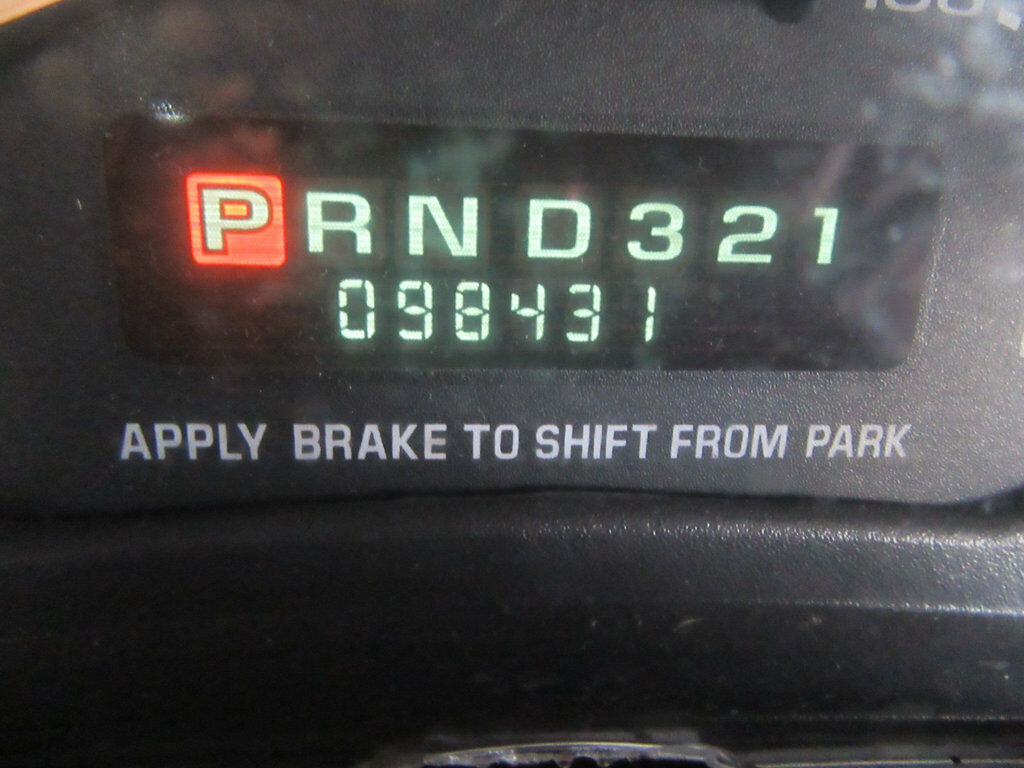 PRND321
098431
APPLY BRAKE TO SHIFT FROM PARK